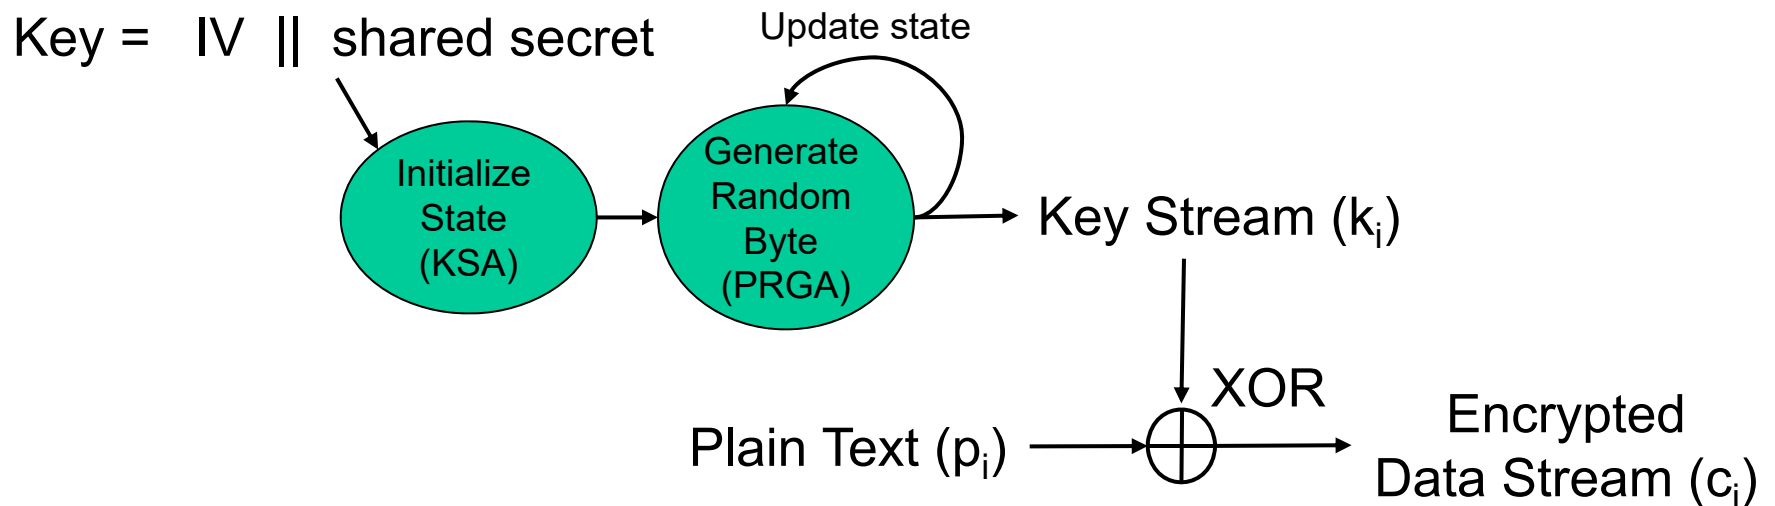 Key = IV || shared secret
Update state
Initialize
State
(KSA)
Generate
Random
Byte
(PRGA)
Key Stream (kᵢ)
XOR
Plain Text (pᵢ)
Encrypted
Data Stream (cᵢ)